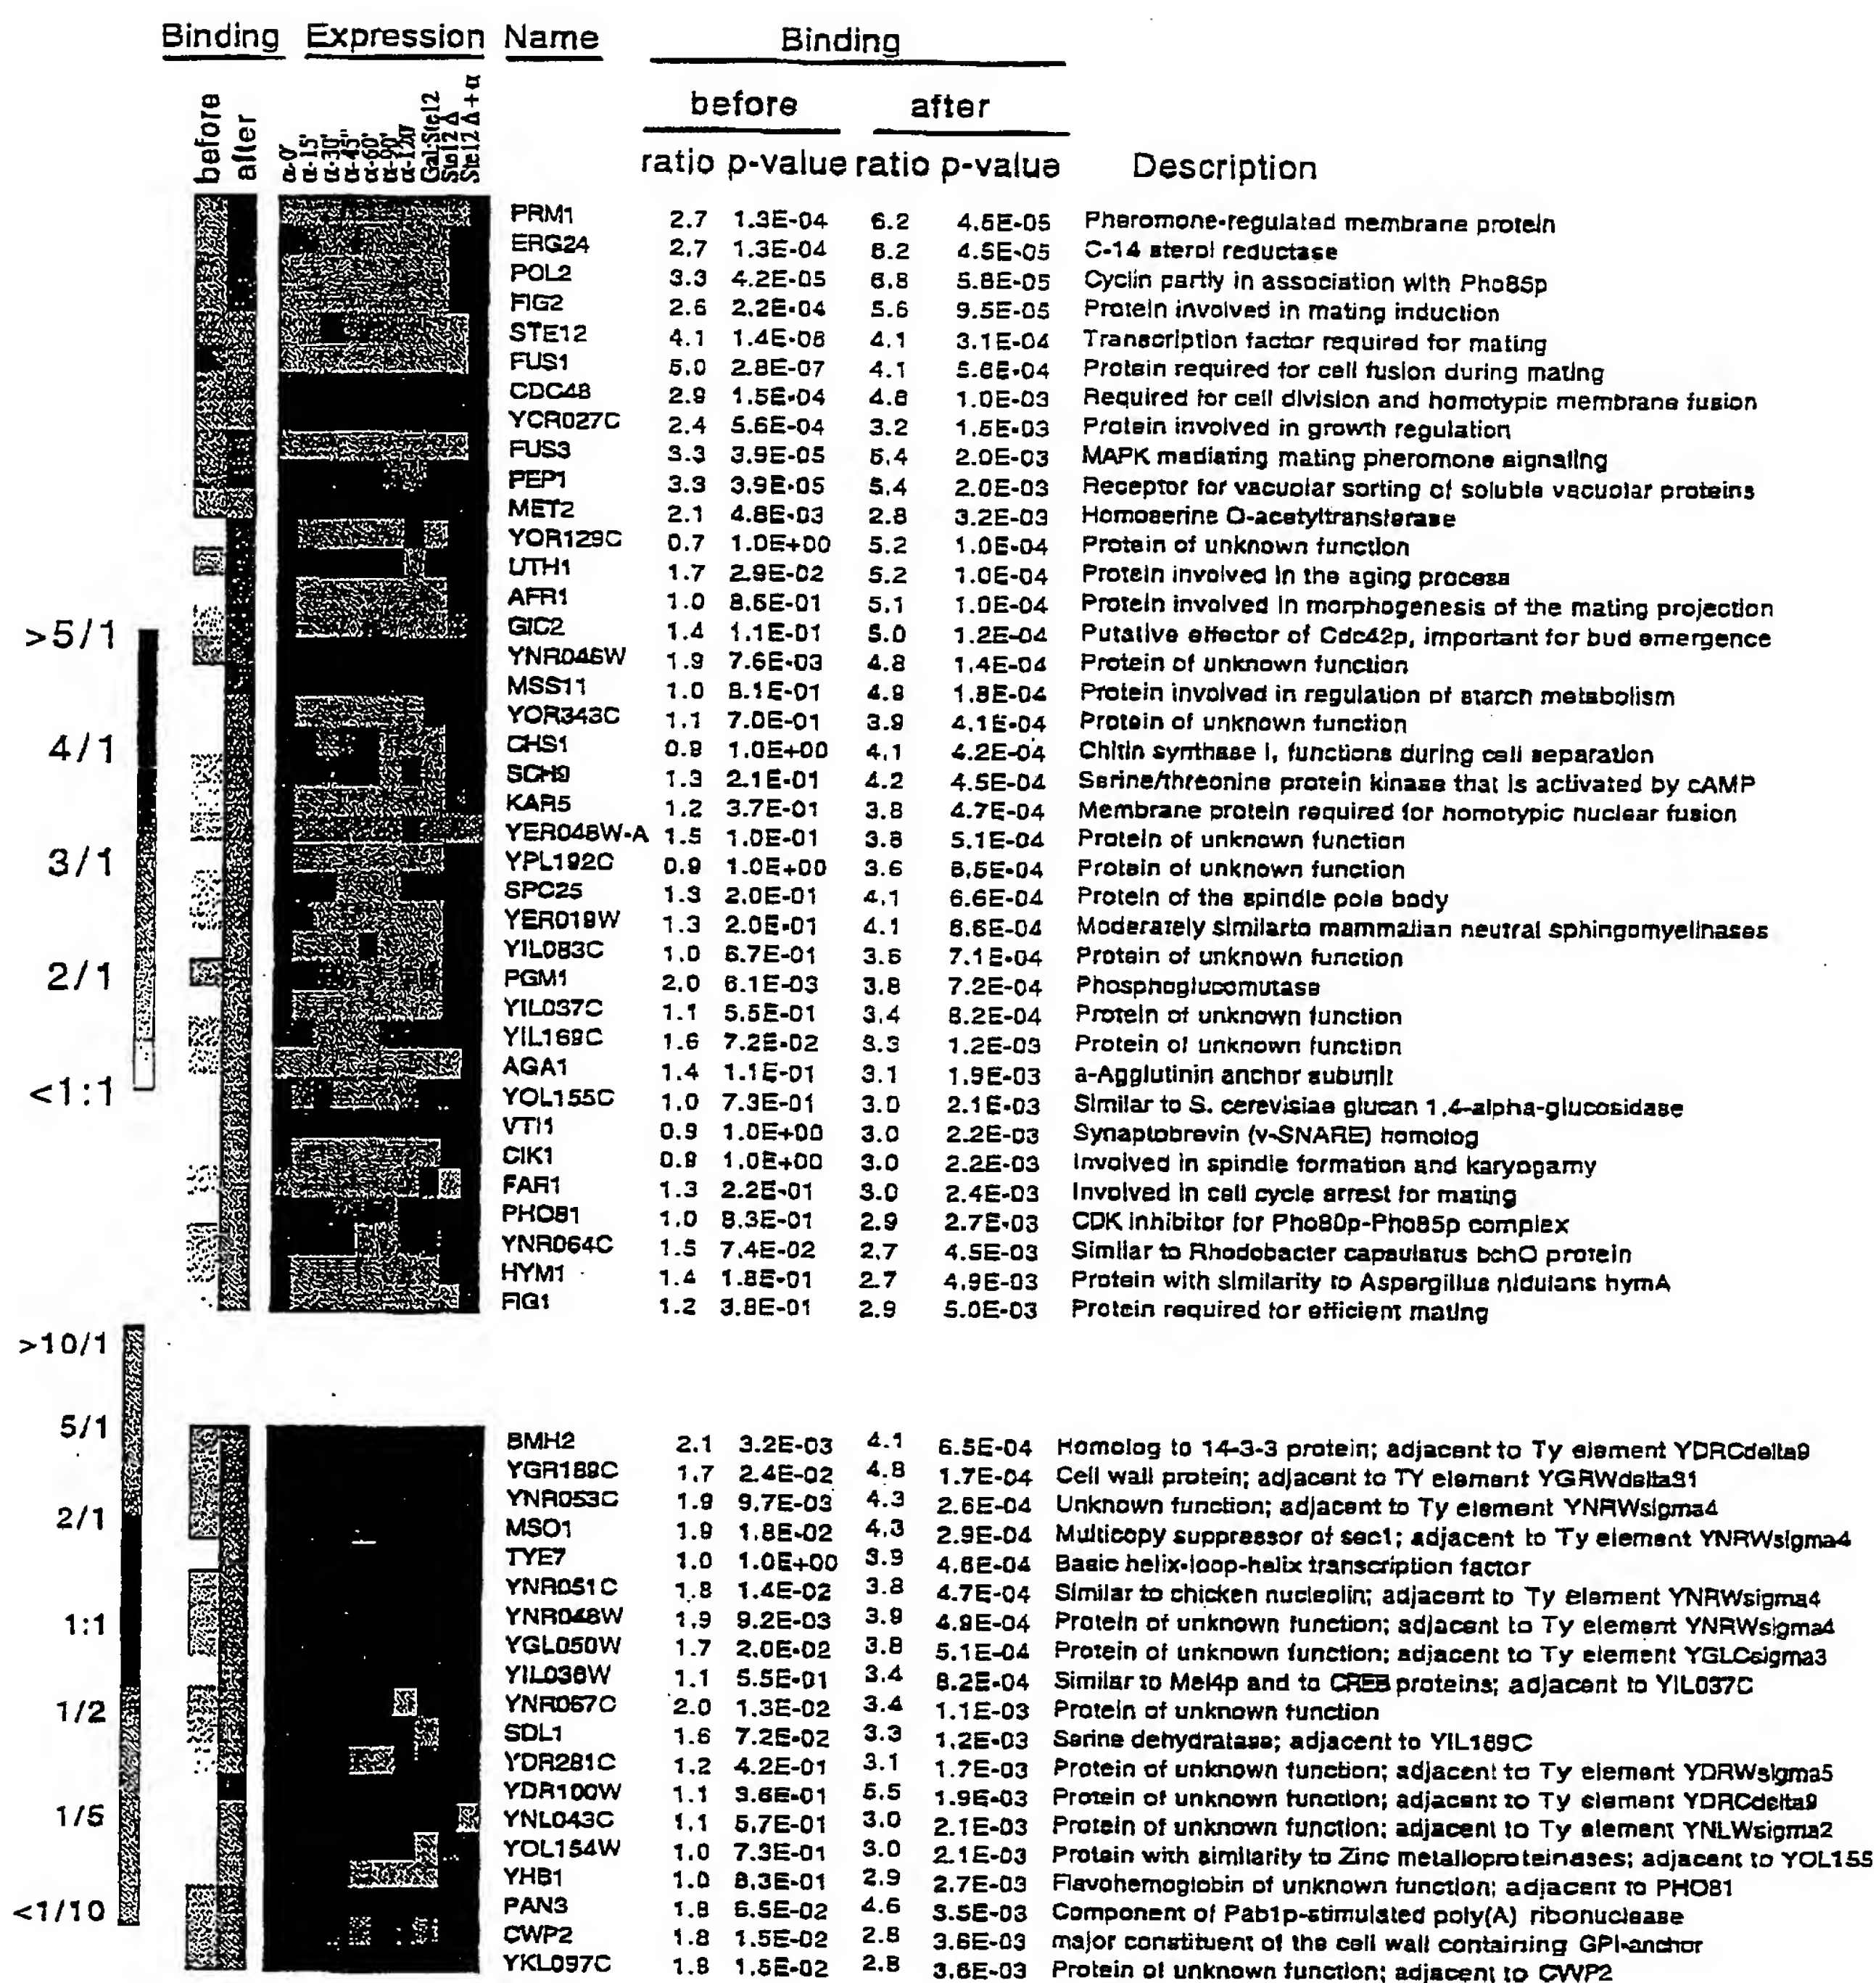 Binding Expression Name Binding
before after
before after α-0' α-15' α-30' α-45' α-60' α-90' α-120' Gal:Ste12 Ste12 Δ Ste12 Δ + α
ratio p-value ratio p-value Description
PRM1 2.7 1.3E-04 6.2 4.5E-05 Pheromone-regulated membrane protein
ERG24 2.7 1.3E-04 6.2 4.5E-05 C-14 sterol reductase
POL2 3.3 4.2E-05 6.8 5.8E-05 Cyclin partly in association with Pho85p
FIG2 2.6 2.2E-04 5.6 9.5E-05 Protein involved in mating induction
STE12 4.1 1.4E-06 4.1 3.1E-04 Transcription factor required for mating
FUS1 5.0 2.8E-07 4.1 5.6E-04 Protein required for cell fusion during mating
CDC48 2.9 1.5E-04 4.8 1.0E-03 Required for cell division and homotypic membrane fusion
YCR027C 2.4 5.6E-04 3.2 1.5E-03 Protein involved in growth regulation
FUS3 3.3 3.9E-05 5.4 2.0E-03 MAPK mediating mating pheromone signaling
PEP1 3.3 3.9E-05 5.4 2.0E-03 Receptor for vacuolar sorting of soluble vacuolar proteins
MET2 2.1 4.8E-03 2.8 3.2E-03 Homoserine O-acetyltransferase
YOR129C 0.7 1.0E+00 5.2 1.0E-04 Protein of unknown function
UTH1 1.7 2.9E-02 5.2 1.0E-04 Protein involved in the aging process
AFR1 1.0 8.6E-01 5.1 1.0E-04 Protein involved in morphogenesis of the mating projection
>5/1 GIC2 1.4 1.1E-01 5.0 1.2E-04 Putative effector of Cdc42p, important for bud emergence
YNR046W 1.9 7.6E-03 4.8 1.4E-04 Protein of unknown function
MSS11 1.0 8.1E-01 4.9 1.8E-04 Protein involved in regulation of starch metabolism
YOR343C 1.1 7.0E-01 3.9 4.1E-04 Protein of unknown function
4/1 CHS1 0.9 1.0E+00 4.1 4.2E-04 Chitin synthase I, functions during cell separation
SCH9 1.3 2.1E-01 4.2 4.5E-04 Serine/threonine protein kinase that is activated by cAMP
KAR5 1.2 3.7E-01 3.8 4.7E-04 Membrane protein required for homotypic nuclear fusion
YER048W-A 1.5 1.0E-01 3.8 5.1E-04 Protein of unknown function
3/1 YPL192C 0.9 1.0E+00 3.6 6.5E-04 Protein of unknown function
SPC25 1.3 2.0E-01 4.1 6.6E-04 Protein of the spindle pole body
YER019W 1.3 2.0E-01 4.1 6.6E-04 Moderately similarto mammalian neutral sphingomyelinases
YIL083C 1.0 6.7E-01 3.6 7.1E-04 Protein of unknown function
2/1 PGM1 2.0 6.1E-03 3.8 7.2E-04 Phosphoglucomutase
YIL037C 1.1 5.5E-01 3.4 8.2E-04 Protein of unknown function
YIL169C 1.6 7.2E-02 3.3 1.2E-03 Protein of unknown function
AGA1 1.4 1.1E-01 3.1 1.9E-03 a-Agglutinin anchor subunit
<1:1 YOL155C 1.0 7.3E-01 3.0 2.1E-03 Similar to S. cerevisiae glucan 1,4-alpha-glucosidase
VTI1 0.9 1.0E+00 3.0 2.2E-03 Synaptobrevin (v-SNARE) homolog
CIK1 0.9 1.0E+00 3.0 2.2E-03 Involved in spindle formation and karyogamy
FAR1 1.3 2.2E-01 3.0 2.4E-03 Involved in cell cycle arrest for mating
PHO81 1.0 8.3E-01 2.9 2.7E-03 CDK inhibitor for Pho80p-Pho85p complex
YNR064C 1.5 7.4E-02 2.7 4.5E-03 Similar to Rhodobacter capsulatus bchO protein
HYM1 1.4 1.8E-01 2.7 4.9E-03 Protein with similarity to Aspergillus nidulans hymA
FIG1 1.2 3.8E-01 2.9 5.0E-03 Protein required for efficient mating
>10/1
5/1 BMH2 2.1 3.2E-03 4.1 6.5E-04 Homolog to 14-3-3 protein; adjacent to Ty element YDRCdelta9
YGR189C 1.7 2.4E-02 4.8 1.7E-04 Cell wall protein; adjacent to TY element YGRWdelta31
YNR053C 1.9 9.7E-03 4.3 2.6E-04 Unknown function; adjacent to Ty element YNRWsigma4
2/1 MSO1 1.9 1.8E-02 4.3 2.9E-04 Multicopy suppressor of sec1; adjacent to Ty element YNRWsigma4
TYE7 1.0 1.0E+00 3.9 4.6E-04 Basic helix-loop-helix transcription factor
YNR051C 1.8 1.4E-02 3.8 4.7E-04 Similar to chicken nucleolin; adjacent to Ty element YNRWsigma4
1:1 YNR048W 1.9 9.2E-03 3.9 4.9E-04 Protein of unknown function; adjacent to Ty element YNRWsigma4
YGL050W 1.7 2.0E-02 3.8 5.1E-04 Protein of unknown function; adjacent to Ty element YGLCsigma3
YIL036W 1.1 5.5E-01 3.4 8.2E-04 Similar to Mel4p and to CREB proteins; adjacent to YIL037C
1/2 YNR067C 2.0 1.3E-02 3.4 1.1E-03 Protein of unknown function
SDL1 1.6 7.2E-02 3.3 1.2E-03 Serine dehydratase; adjacent to YIL169C
YDR281C 1.2 4.2E-01 3.1 1.7E-03 Protein of unknown function; adjacent to Ty element YDRWsigma5
YDR100W 1.1 3.6E-01 5.5 1.9E-03 Protein of unknown function; adjacent to Ty element YDRCdelta9
1/5 YNL043C 1.1 5.7E-01 3.0 2.1E-03 Protein of unknown function; adjacent to Ty element YNLWsigma2
YOL154W 1.0 7.3E-01 3.0 2.1E-03 Protein with similarity to Zinc metalloproteinases; adjacent to YOL155
YHB1 1.0 8.3E-01 2.9 2.7E-03 Flavohemoglobin of unknown function; adjacent to PHO81
<1/10 PAN3 1.8 6.5E-02 4.6 3.5E-03 Component of Pab1p-stimulated poly(A) ribonuclease
CWP2 1.8 1.5E-02 2.8 3.6E-03 major constituent of the cell wall containing GPI-anchor
YKL097C 1.8 1.5E-02 2.8 3.6E-03 Protein of unknown function; adjacent to CWP2